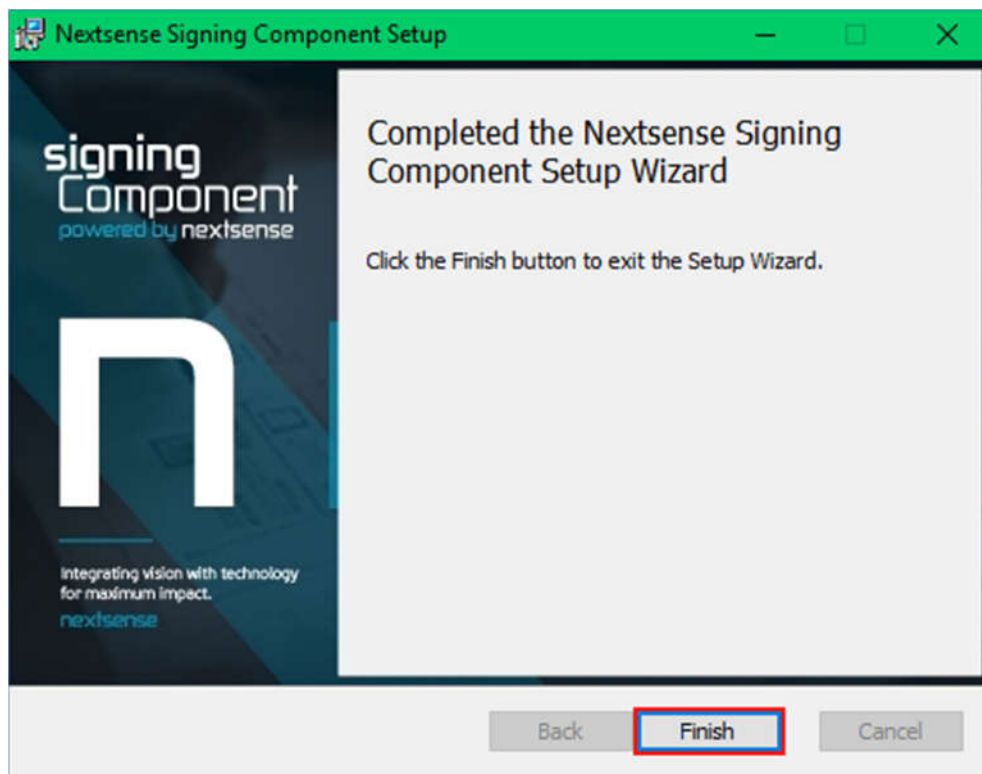 Nextsense Signing Component Setup
signing
Component
powered by nextsense
n
Integrating vision with technology
for maximum impact.
nextsense
Completed the Nextsense Signing
Component Setup Wizard
Click the Finish button to exit the Setup Wizard.
Back
Finish
Cancel